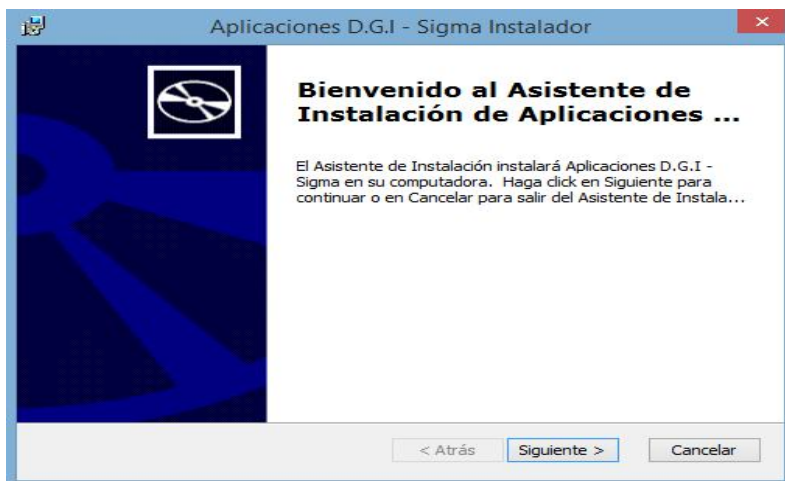 Aplicaciones D.G.I - Sigma Instalador
Bienvenido al Asistente de
Instalación de Aplicaciones ...
El Asistente de Instalación instalará Aplicaciones D.G.I -
Sigma en su computadora. Haga click en Siguiente para
continuar o en Cancelar para salir del Asistente de Instala...
< Atrás Siguiente > Cancelar